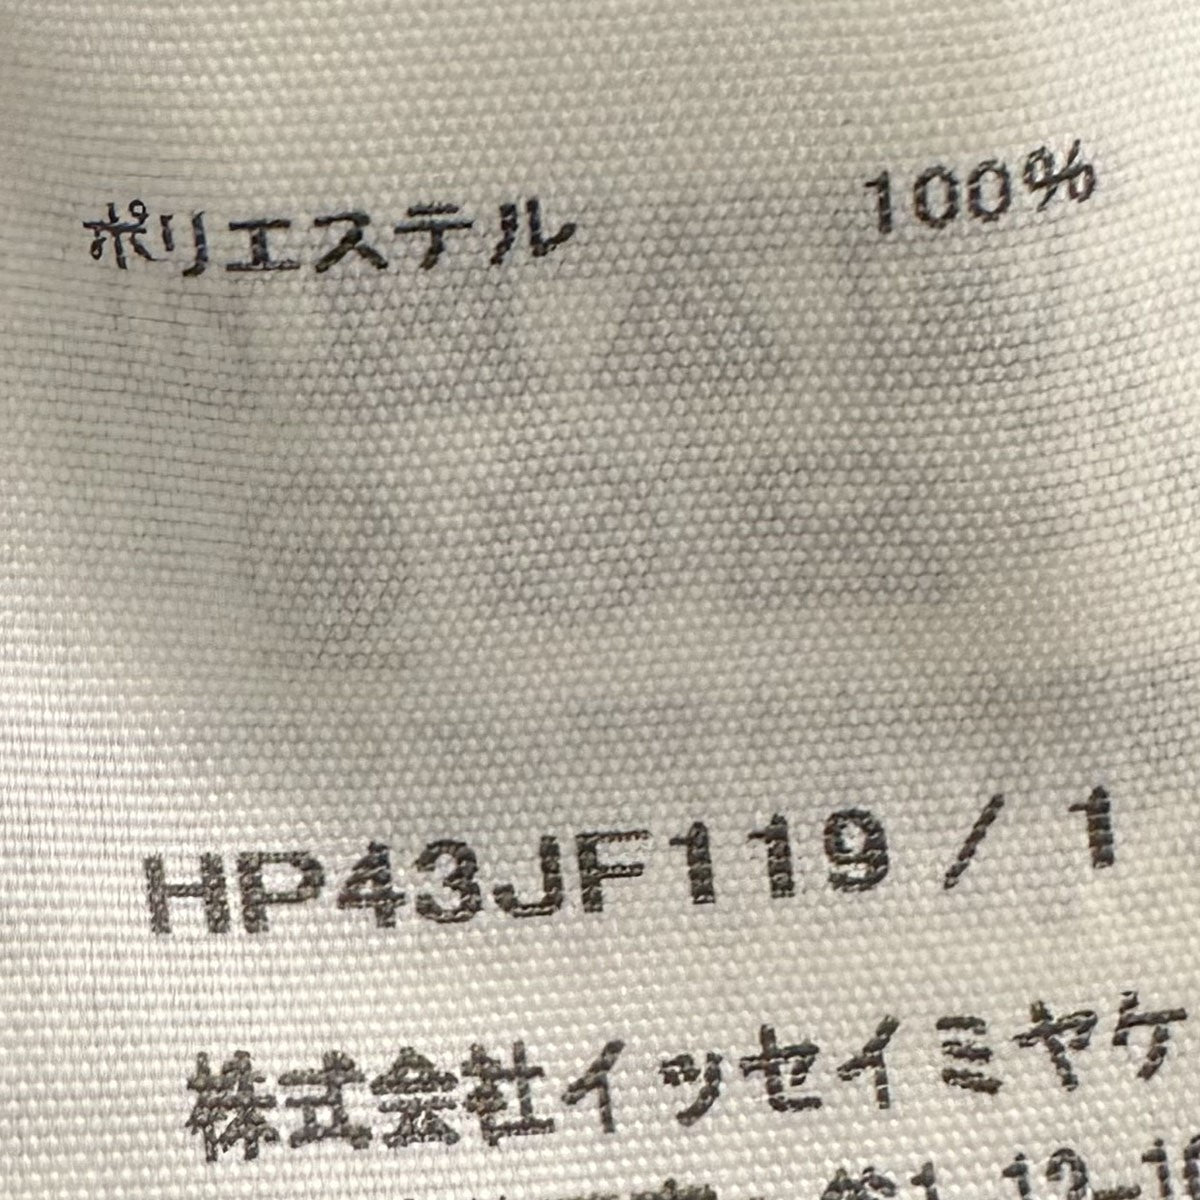 ポリエステル 100%
HP43JF119 / 1
株式会社イッセイミヤケ